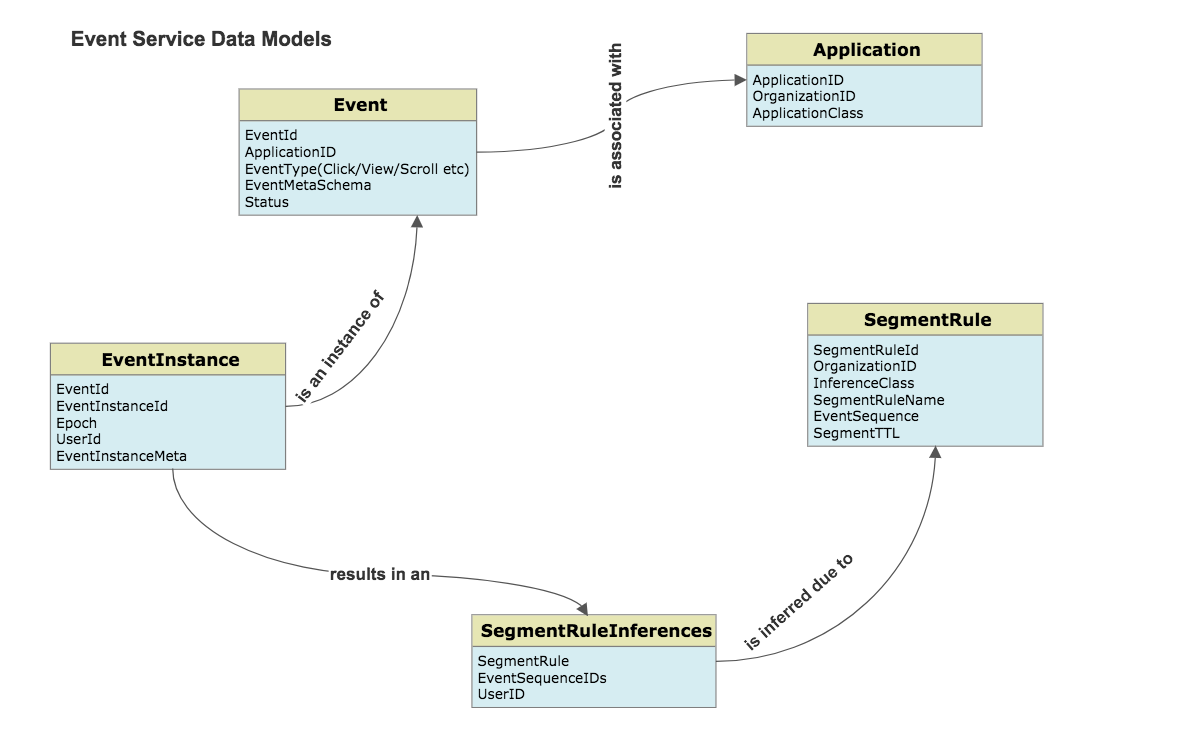 Event Service Data Models
Application
ApplicationID
OrganizationID
ApplicationClass
is associated with
Event
EventId
ApplicationID
EventType(Click/View/Scroll etc)
EventMetaSchema
Status
is an instance of
SegmentRule
SegmentRuleId
OrganizationID
InferenceClass
SegmentRuleName
EventSequence
SegmentTTL
EventInstance
EventId
EventInstanceId
Epoch
UserId
EventInstanceMeta
results in an
is inferred due to
SegmentRuleInferences
SegmentRule
EventSequenceIDs
UserID